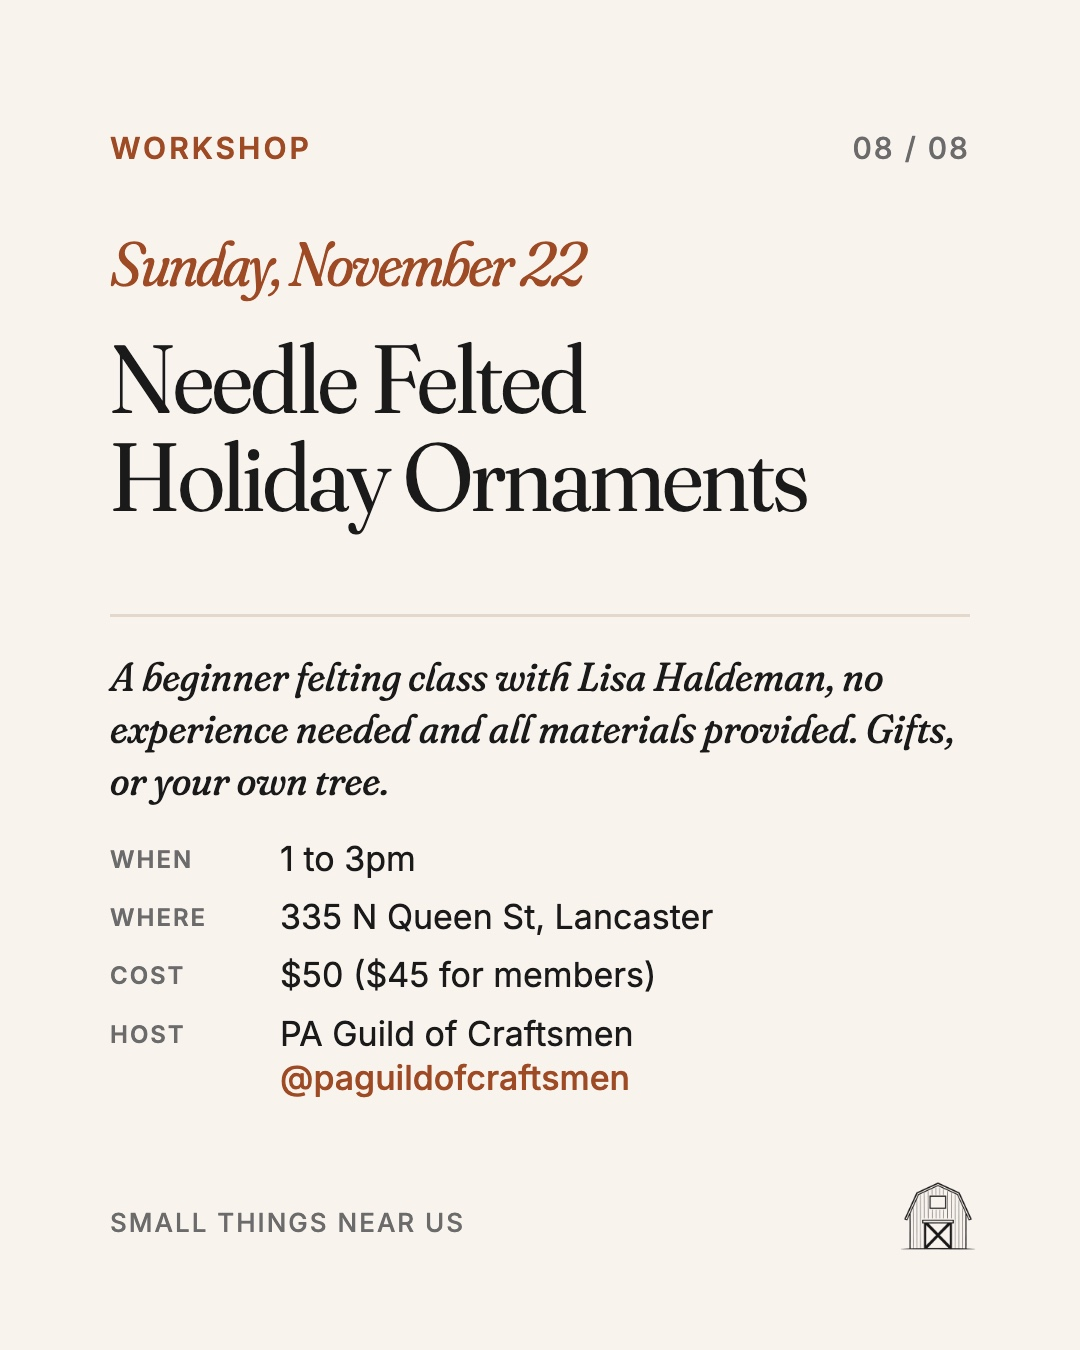 WORKSHOP
08 / 08
Sunday, November 22
Needle Felted
Holiday Ornaments
A beginner felting class with Lisa Haldeman, no
experience needed and all materials provided. Gifts,
or your own tree.
WHEN 1 to 3pm
WHERE 335 N Queen St, Lancaster
COST $50 ($45 for members)
HOST PA Guild of Craftsmen
@paguildofcraftsmen
SMALL THINGS NEAR US